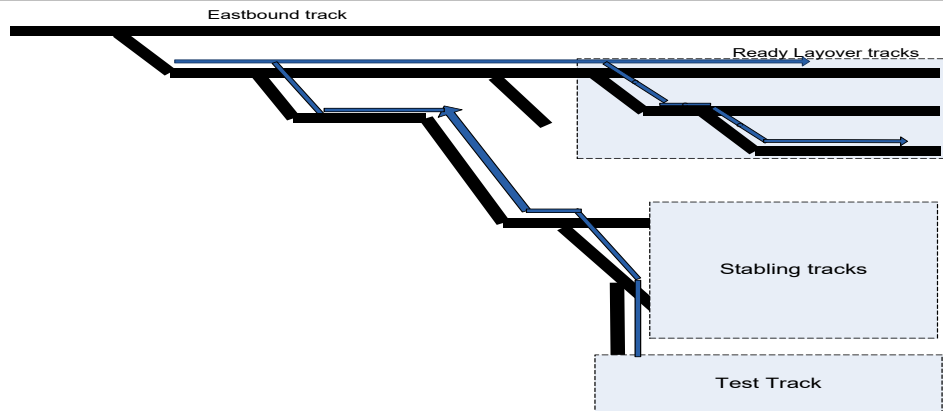 Eastbound track
Ready Layover tracks
Stabling tracks
Test Track